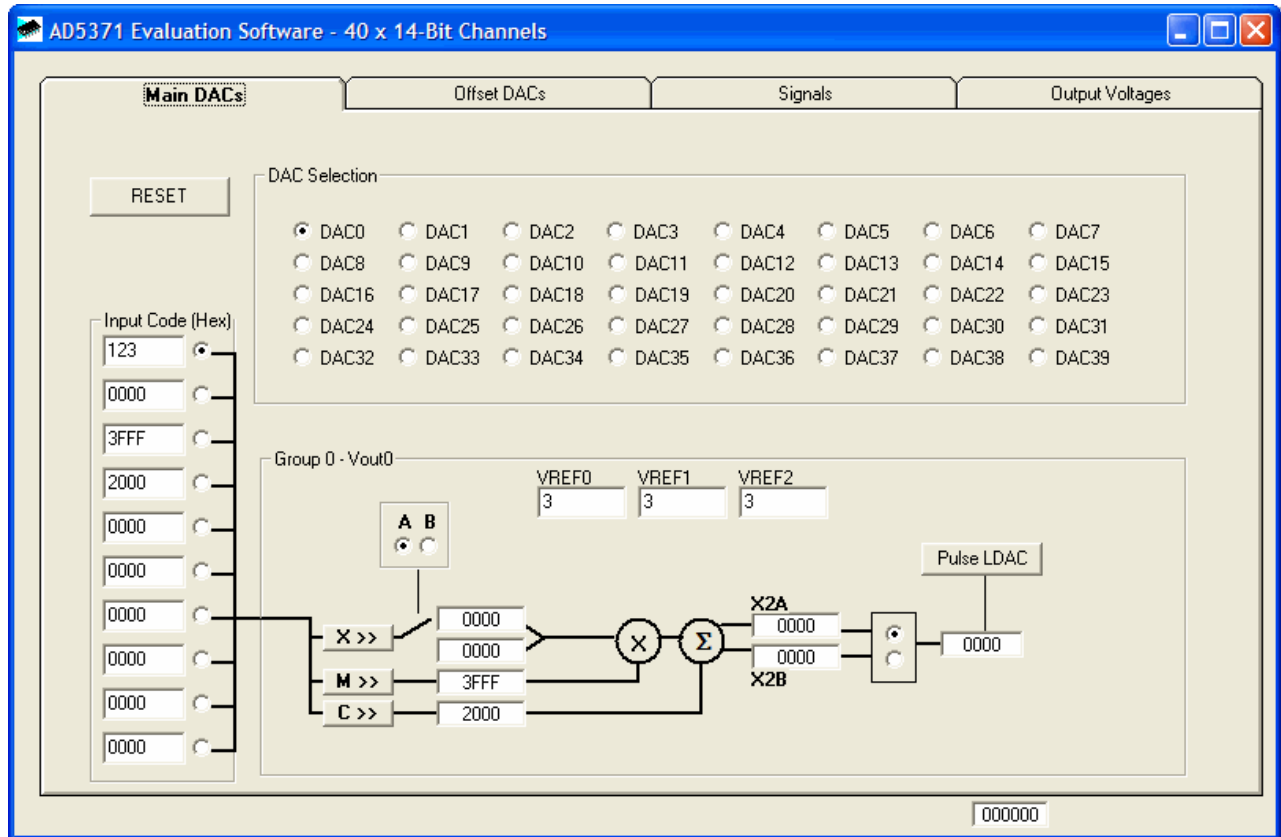 AD5371 Evaluation Software - 40 x 14-Bit Channels
Main DACs Offset DACs Signals Output Voltages
RESET
DAC Selection
DAC0 DAC1 DAC2 DAC3 DAC4 DAC5 DAC6 DAC7
DAC8 DAC9 DAC10 DAC11 DAC12 DAC13 DAC14 DAC15
DAC16 DAC17 DAC18 DAC19 DAC20 DAC21 DAC22 DAC23
DAC24 DAC25 DAC26 DAC27 DAC28 DAC29 DAC30 DAC31
DAC32 DAC33 DAC34 DAC35 DAC36 DAC37 DAC38 DAC39
Input Code (Hex)
123
0000
3FFF
2000
0000
0000
0000
0000
0000
0000
Group 0 - Vout0
VREF0 VREF1 VREF2
3 3 3
A B
Pulse LDAC
X >>
0000
0000
M >>
3FFF
C >>
2000
X
Σ
X2A
0000
0000
X2B
0000
000000